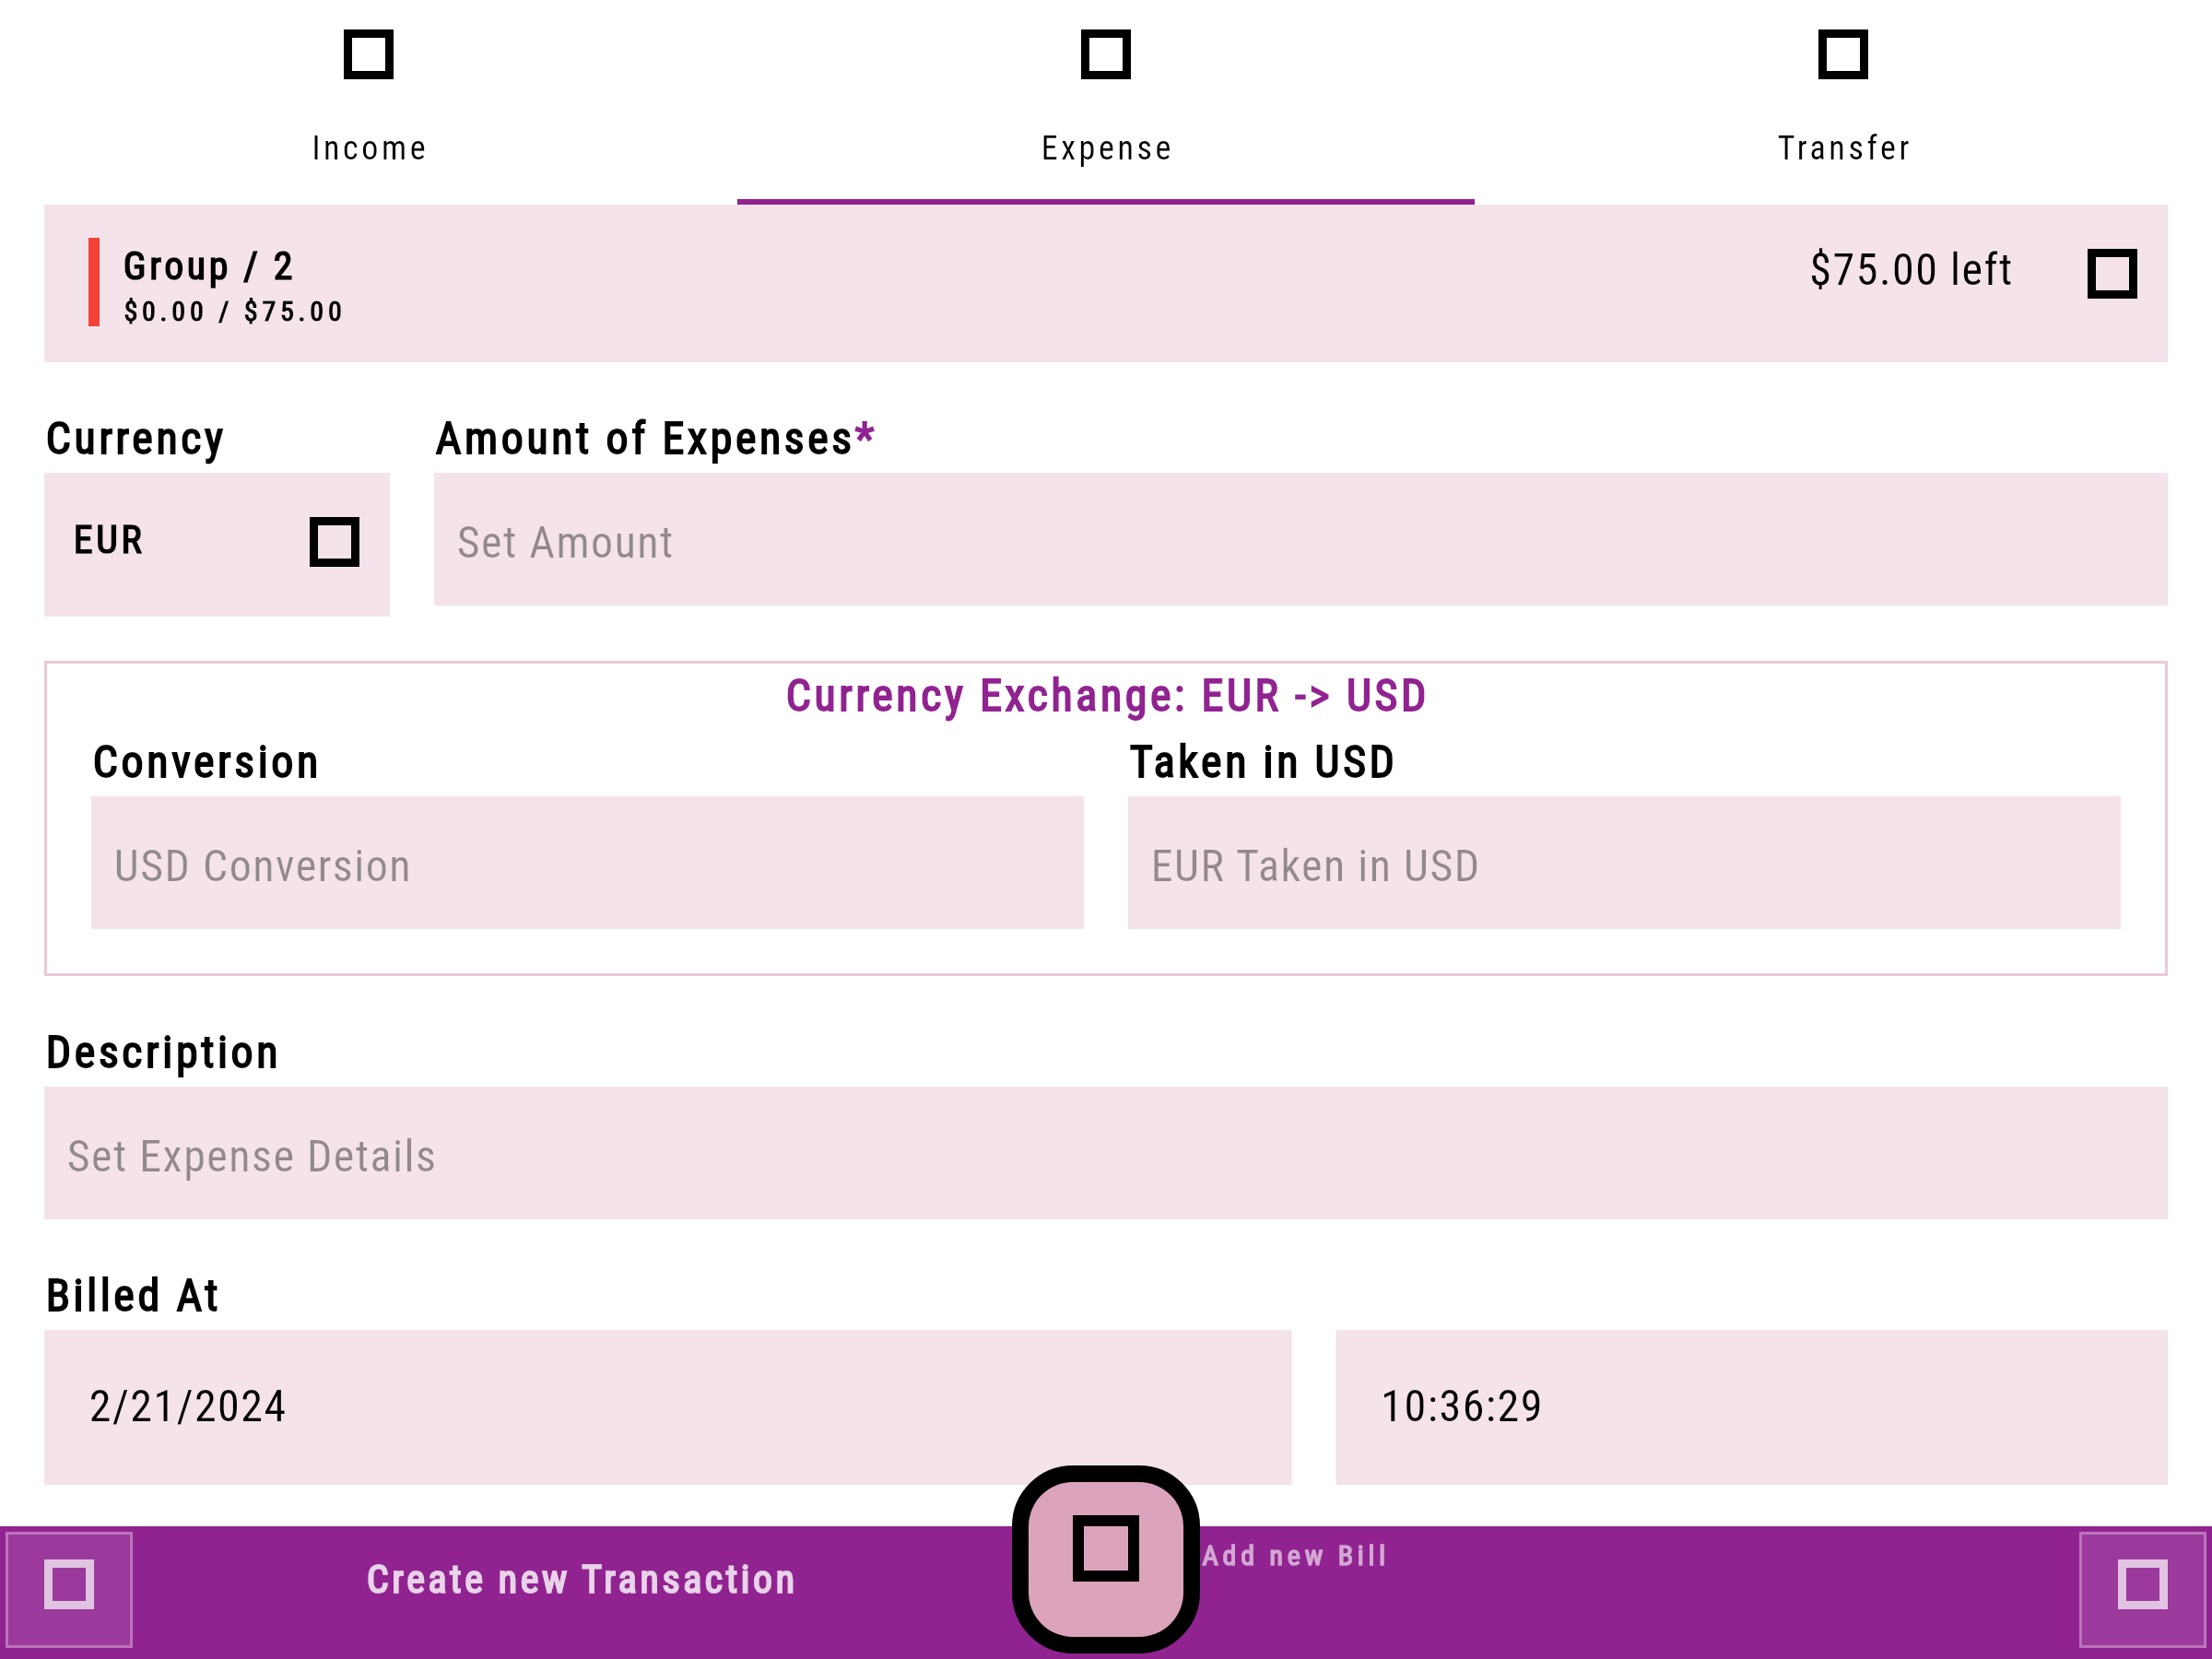 Income
Expense
Transfer
Group / 2
$0.00 / $75.00
$75.00 left
Currency
Amount of Expenses*
EUR
Set Amount
Currency Exchange: EUR -> USD
Conversion
Taken in USD
USD Conversion
EUR Taken in USD
Description
Set Expense Details
Billed At
2/21/2024
10:36:29
Create new Transaction
Add new Bill